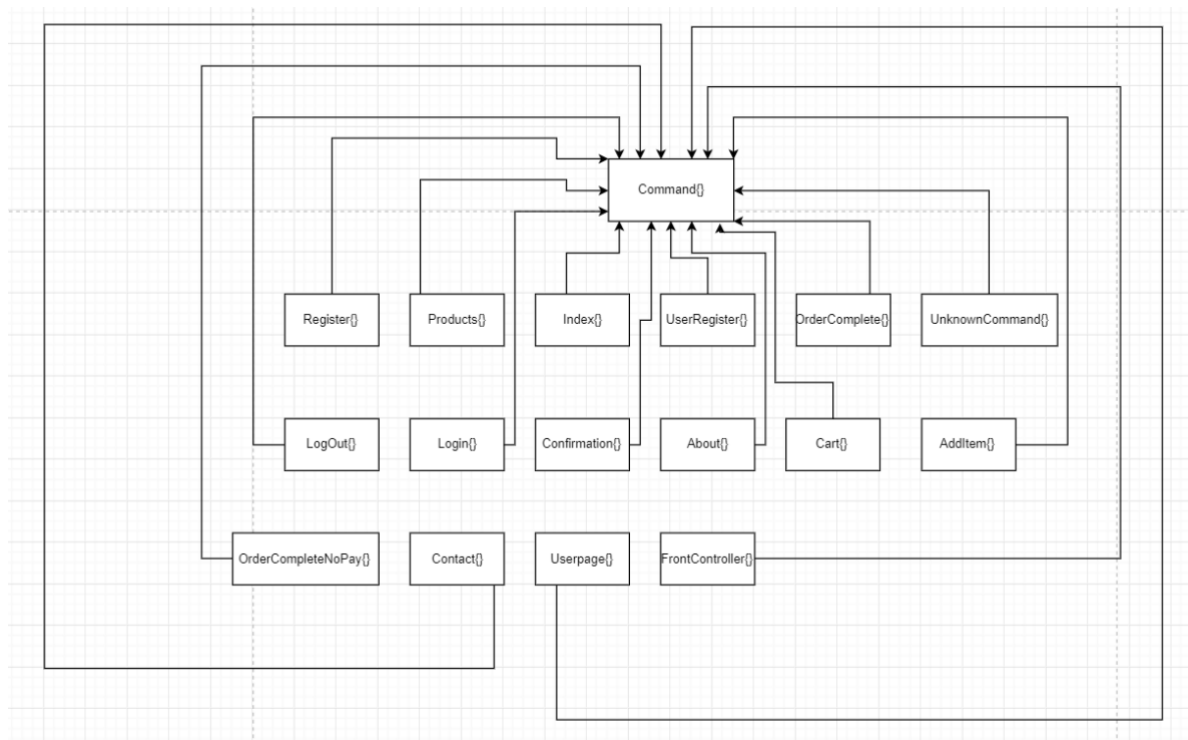 Command{}
Register{}
Products{}
Index{}
UserRegister{}
OrderComplete{}
UnknownCommand{}
LogOut{}
Login{}
Confirmation{}
About{}
Cart{}
AddItem{}
OrderCompleteNoPay{}
Contact{}
Userpage{}
FrontController{}